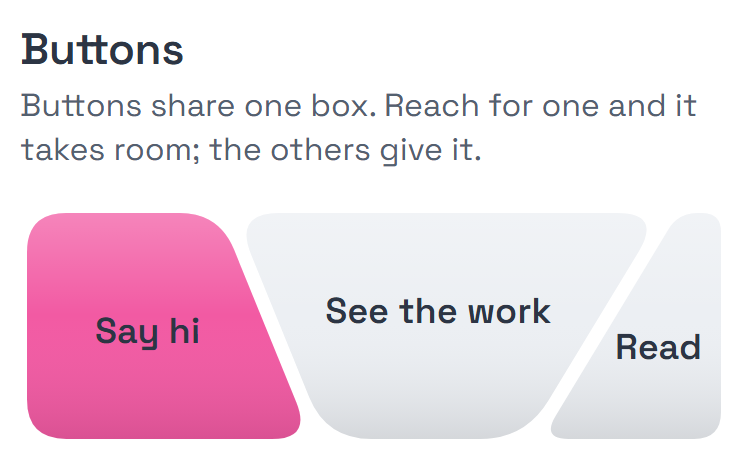 Buttons
Buttons share one box. Reach for one and it
takes room; the others give it.
Say hi
See the work
Read